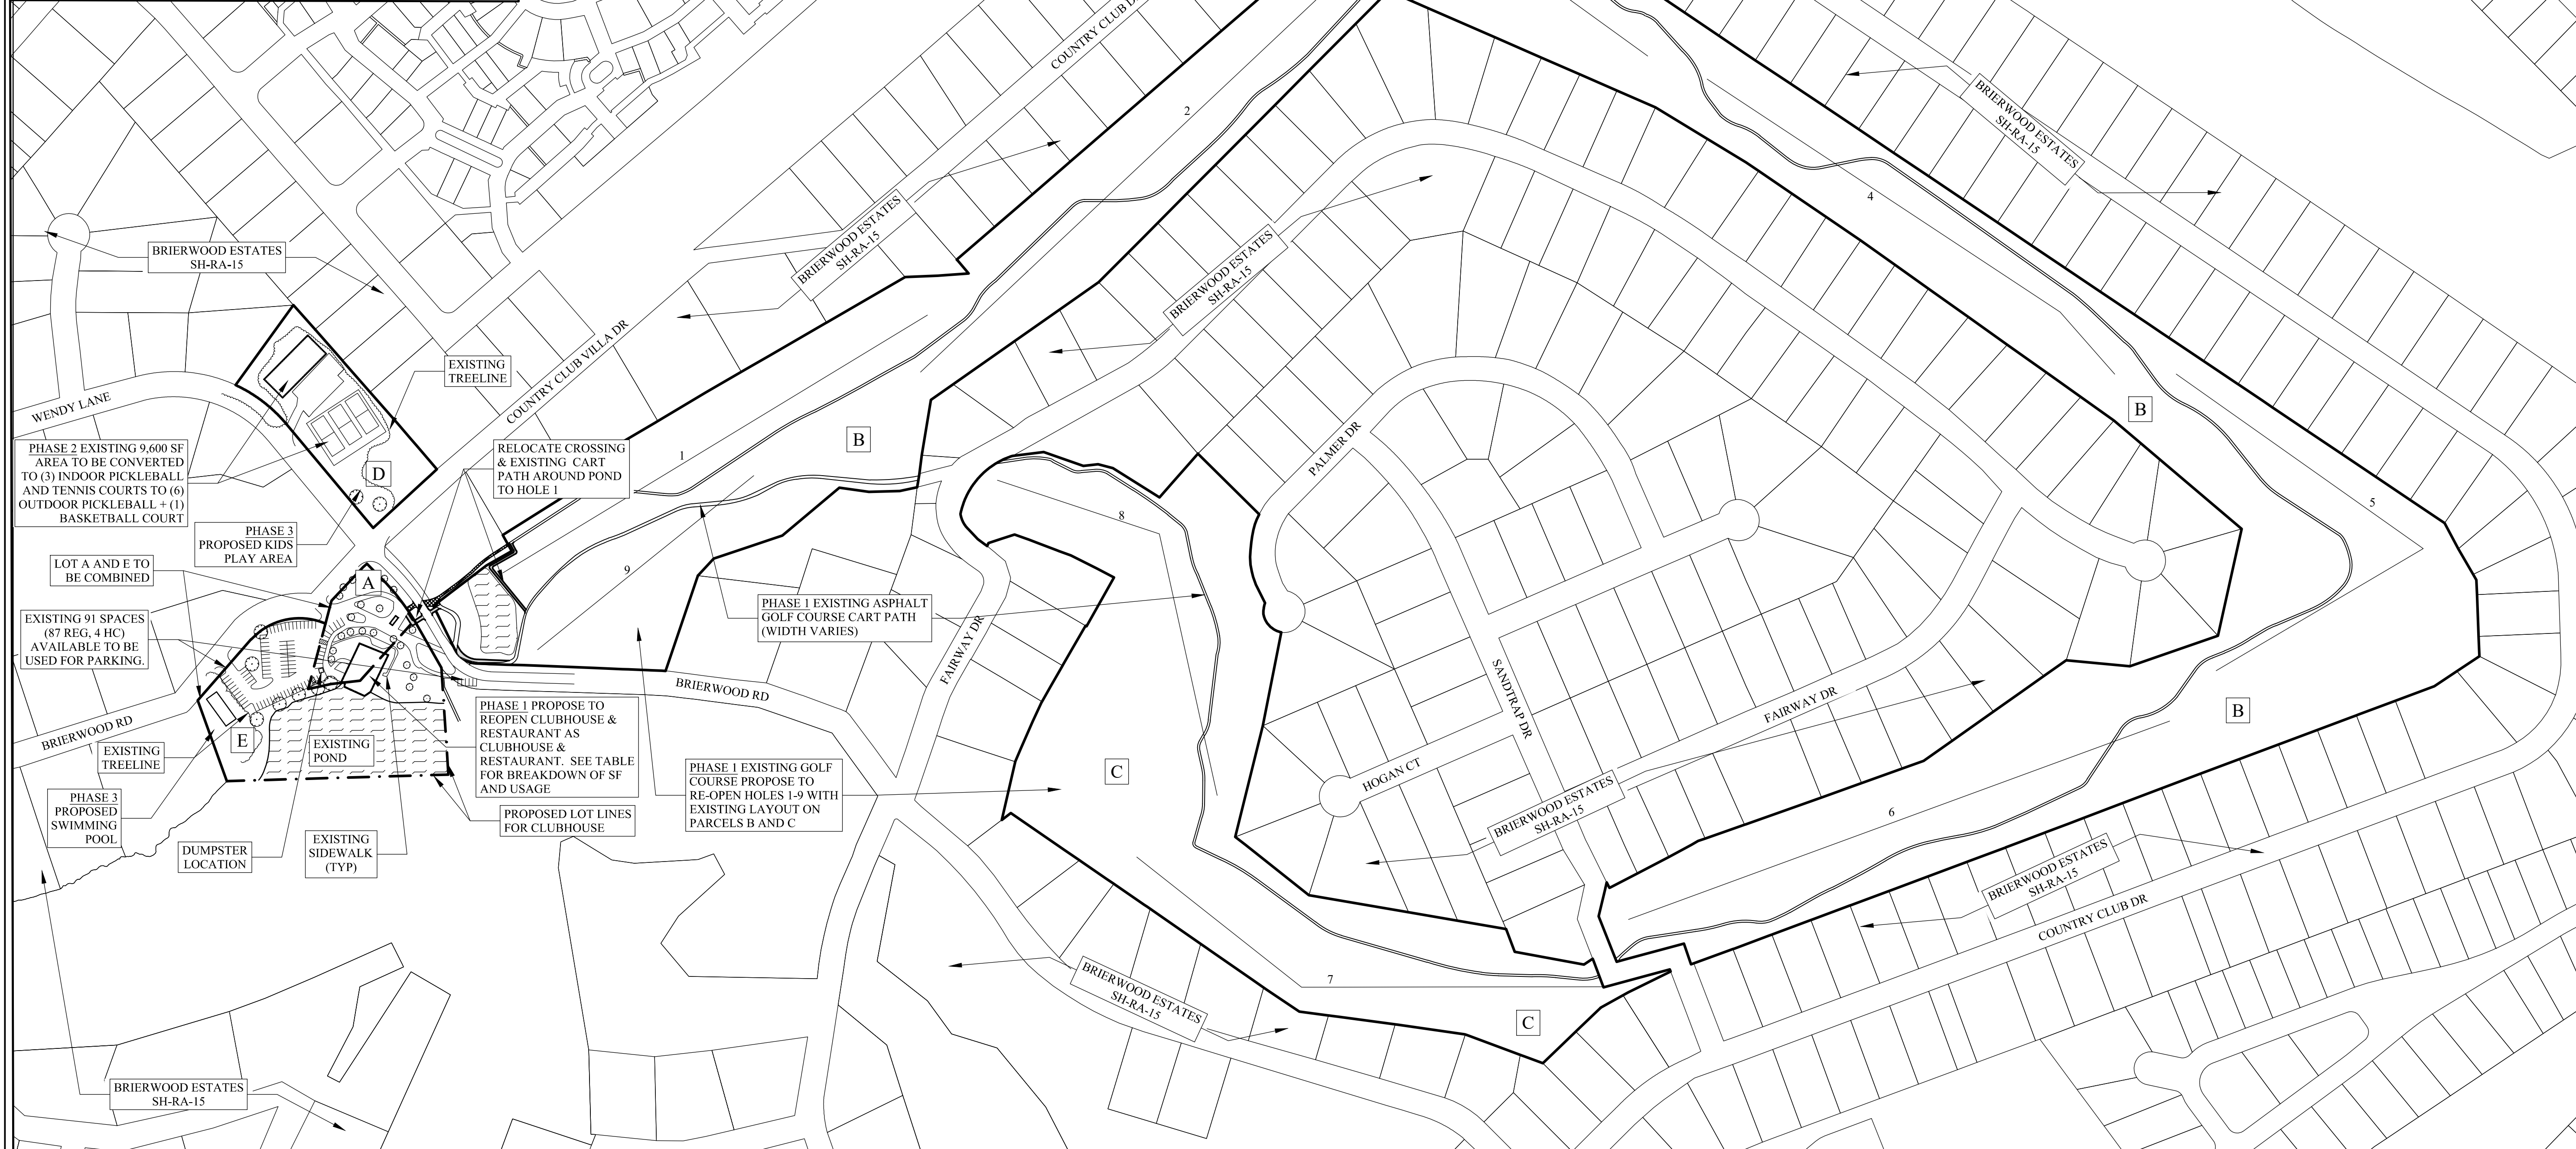 COUNTRY CLUB D
2
BRIERWOOD ESTATES
SH-RA-15
4
BRIERWOOD ESTATES
SH-RA-15
BRIERWOOD ESTATES
SH-RA-15
BRIERWOOD ESTATES
SH-RA-15
EXISTING
TREELINE
COUNTRY CLUB VILLA DR
WENDY LANE
PHASE 2 EXISTING 9,600 SF
AREA TO BE CONVERTED
TO (3) INDOOR PICKLEBALL
AND TENNIS COURTS TO (6)
OUTDOOR PICKLEBALL + (1)
BASKETBALL COURT
D
RELOCATE CROSSING
& EXISTING CART
PATH AROUND POND
TO HOLE 1
1
B
B
PALMER DR
5
8
PHASE 3
PROPOSED KIDS
PLAY AREA
LOT A AND E TO
BE COMBINED
A
9
PHASE 1 EXISTING ASPHALT
GOLF COURSE CART PATH
(WIDTH VARIES)
EXISTING 91 SPACES
(87 REG, 4 HC)
AVAILABLE TO BE
USED FOR PARKING.
FAIRWAY DR
BRIERWOOD RD
SANDTRAP DR
FAIRWAY DR
B
BRIERWOOD RD
E
EXISTING
TREELINE
EXISTING
POND
PHASE 1 PROPOSE TO
REOPEN CLUBHOUSE &
RESTAURANT AS
CLUBHOUSE &
RESTAURANT. SEE TABLE
FOR BREAKDOWN OF SF
AND USAGE
PHASE 1 EXISTING GOLF
COURSE PROPOSE TO
RE-OPEN HOLES 1-9 WITH
EXISTING LAYOUT ON
PARCELS B AND C
C
HOGAN CT
PHASE 3
PROPOSED
SWIMMING
POOL
PROPOSED LOT LINES
FOR CLUBHOUSE
DUMPSTER
LOCATION
EXISTING
SIDEWALK
(TYP)
BRIERWOOD ESTATES
SH-RA-15
6
BRIERWOOD ESTATES
SH-RA-15
COUNTRY CLUB DR
7
BRIERWOOD ESTATES
SH-RA-15
C
BRIERWOOD ESTATES
SH-RA-15